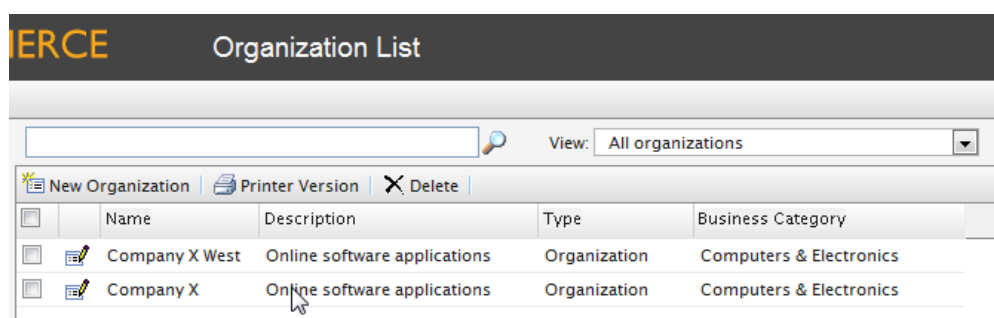 IERCE Organization List
View: All organizations
New Organization Printer Version Delete
Name Description Type Business Category
Company X West Online software applications Organization Computers & Electronics
Company X Online software applications Organization Computers & Electronics